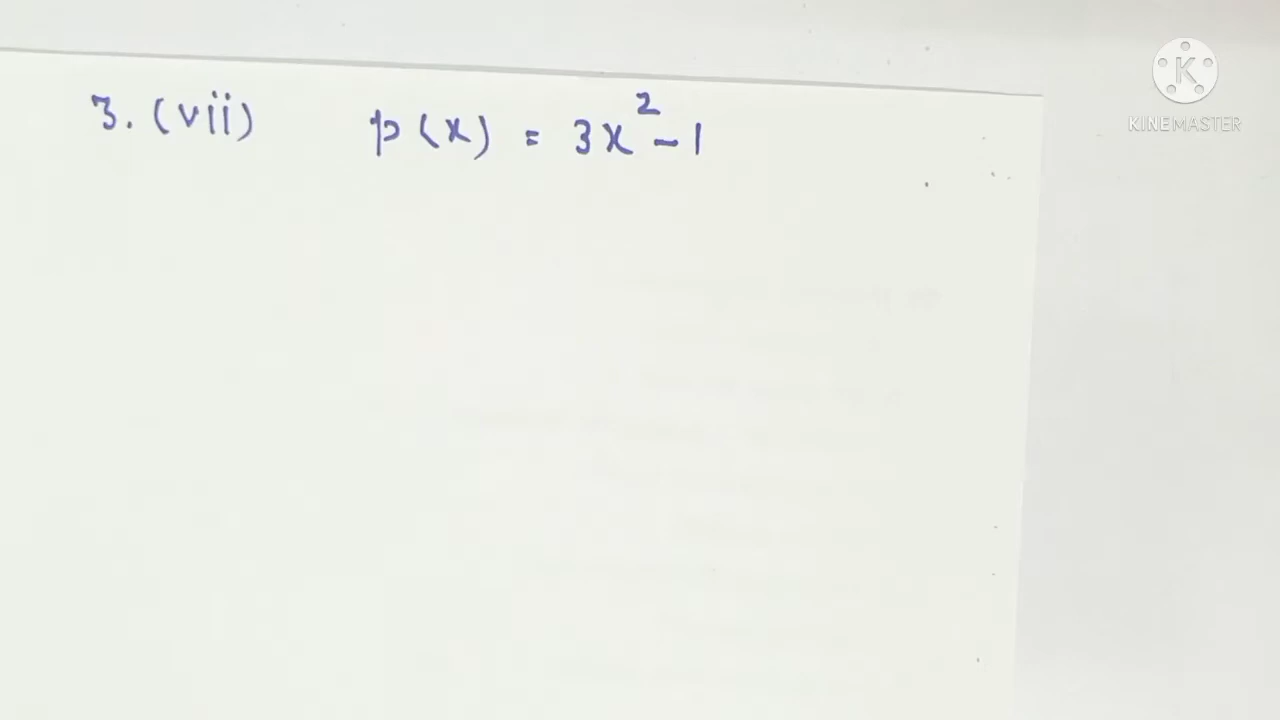 3. (vii) p(x) = 3x² - 1
KINEMASTER